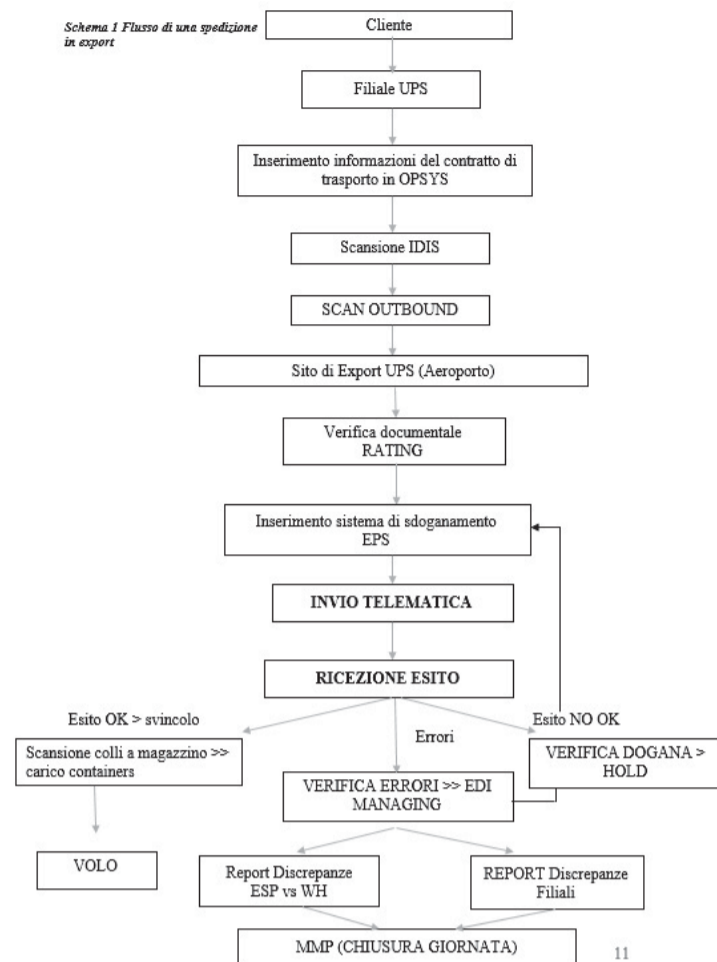 Schema 1 Flusso di una spedizione
in export
Cliente
Filiale UPS
Inserimento informazioni del contratto di
trasporto in OPSYS
Scansione IDIS
SCAN OUTBOUND
Sito di Export UPS (Aeroporto)
Verifica documentale
RATING
Inserimento sistema di sdoganamento
EPS
INVIO TELEMATICA
RICEZIONE ESITO
Esito OK > svincolo
Errori
Esito NO OK
Scansione colli a magazzino >>
carico containers
VERIFICA ERRORI >> EDI
MANAGING
VERIFICA DOGANA >
HOLD
VOLO
Report Discrepanze
ESP vs WH
REPORT Discrepanze
Filiali
MMP (CHIUSURA GIORNATA)
11